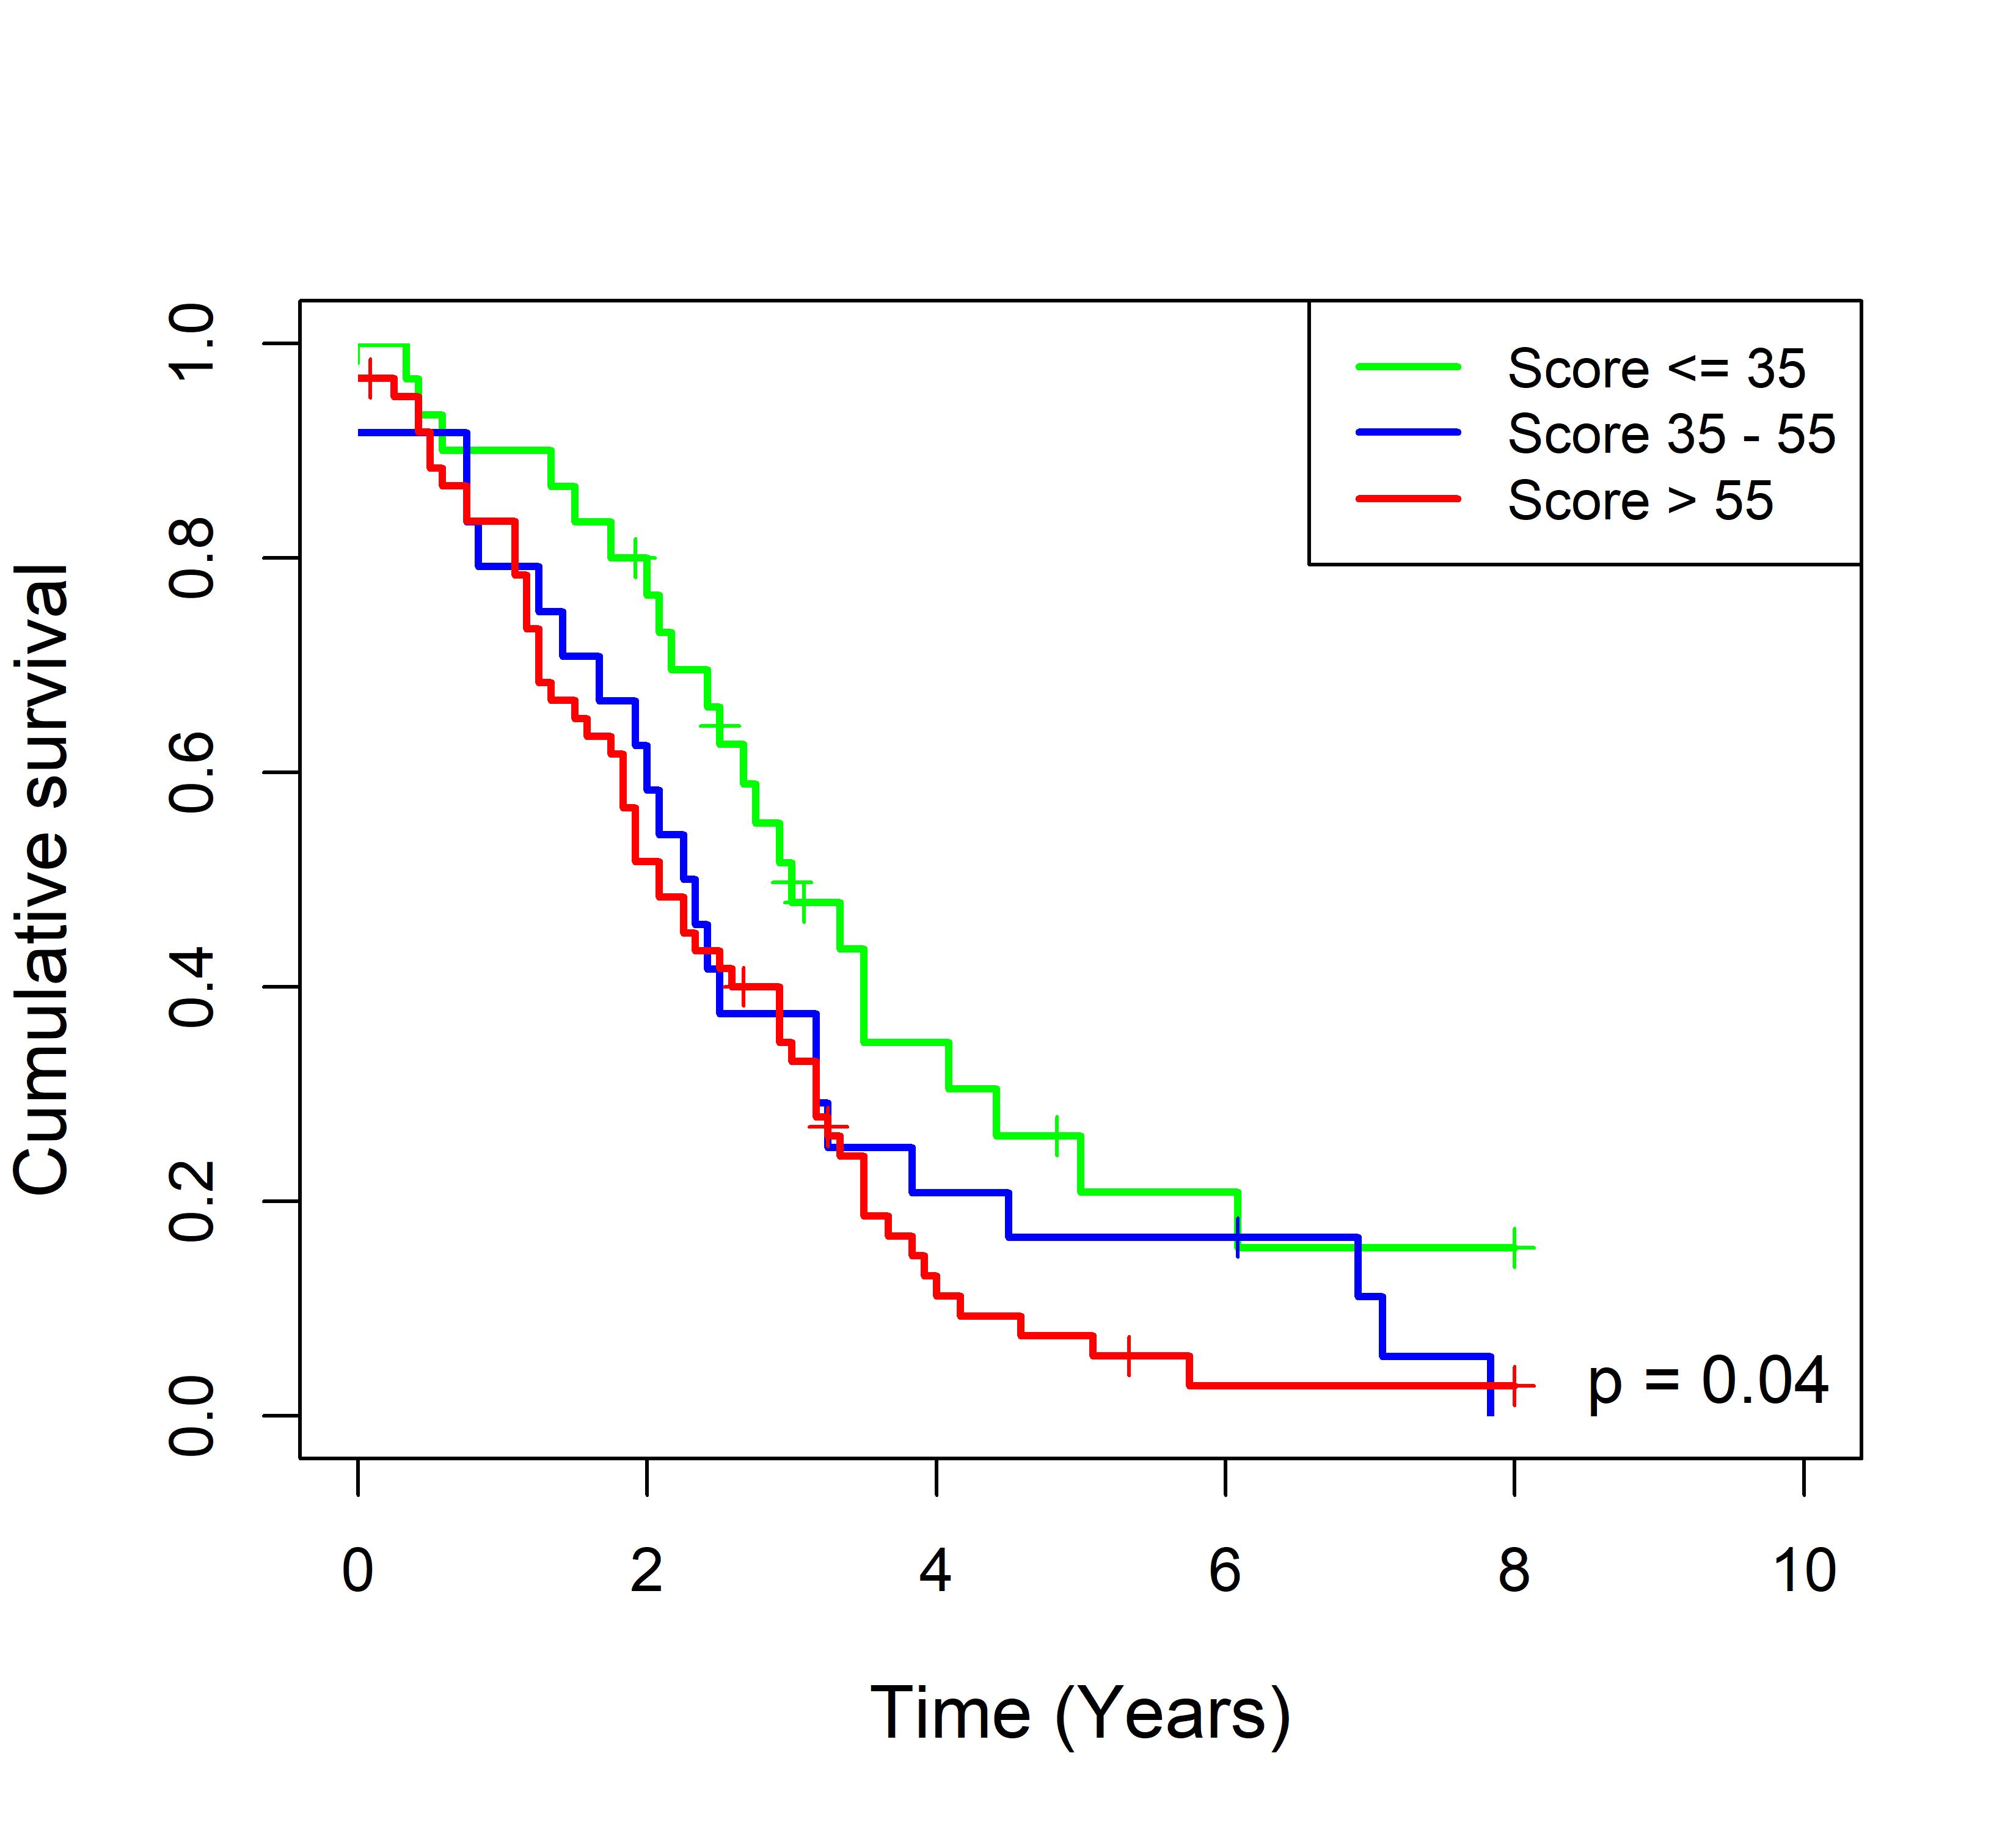 Score <= 35
Score 35 - 55
Score > 55
Cumulative survival
1.0
0.8
0.6
0.4
0.2
0.0
p = 0.04
0 2 4 6 8 10
Time (Years)